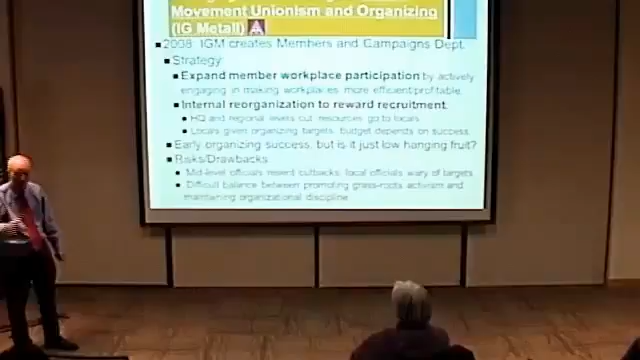 Movement Unionism and Organizing
(IG Metall)
2008: IGM creates Members and Campaigns Dept.
Strategy
Expand member workplace participation by actively
engaging in making workplaces more efficient/profitable.
Internal reorganization to reward recruitment.
HQ and regional levels cut, resources go to locals
Locals given organizing targets, budget depends on success
Early organizing success, but is it just low hanging fruit?
Risks/Drawbacks
Mid-level officials resent cutbacks, local officials wary of targets
Difficult balance between promoting grass-roots activism and
maintaining organizational discipline